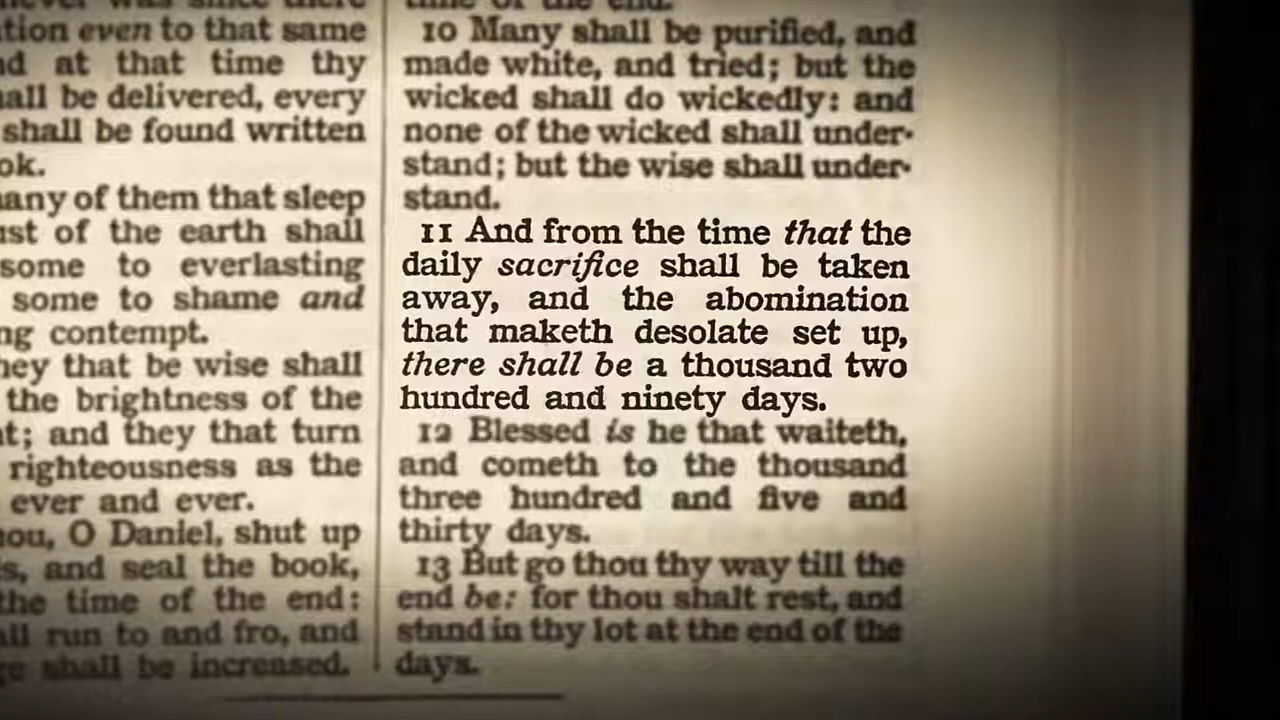 tion even to that same
at that time thy
be delivered, every
shall be found written
of them that sleep
of the earth shall
some to everlasting
some to shame and
contempt.
that be wise shall
the brightness of the
and they that turn
righteousness as the
ever and ever.
O Daniel, shut up
and seal the book,
the time of the end:
run to and fro, and
shall be increased.
10 Many shall be purified, and
made white, and tried; but the
wicked shall do wickedly: and
none of the wicked shall under-
stand; but the wise shall under-
stand.
11 And from the time that the
daily sacrifice shall be taken
away, and the abomination
that maketh desolate set up,
there shall be a thousand two
hundred and ninety days.
12 Blessed is he that waiteth,
and cometh to the thousand
three hundred and five and
thirty days.
13 But go thou thy way till the
end be: for thou shalt rest, and
stand in thy lot at the end of the
days.